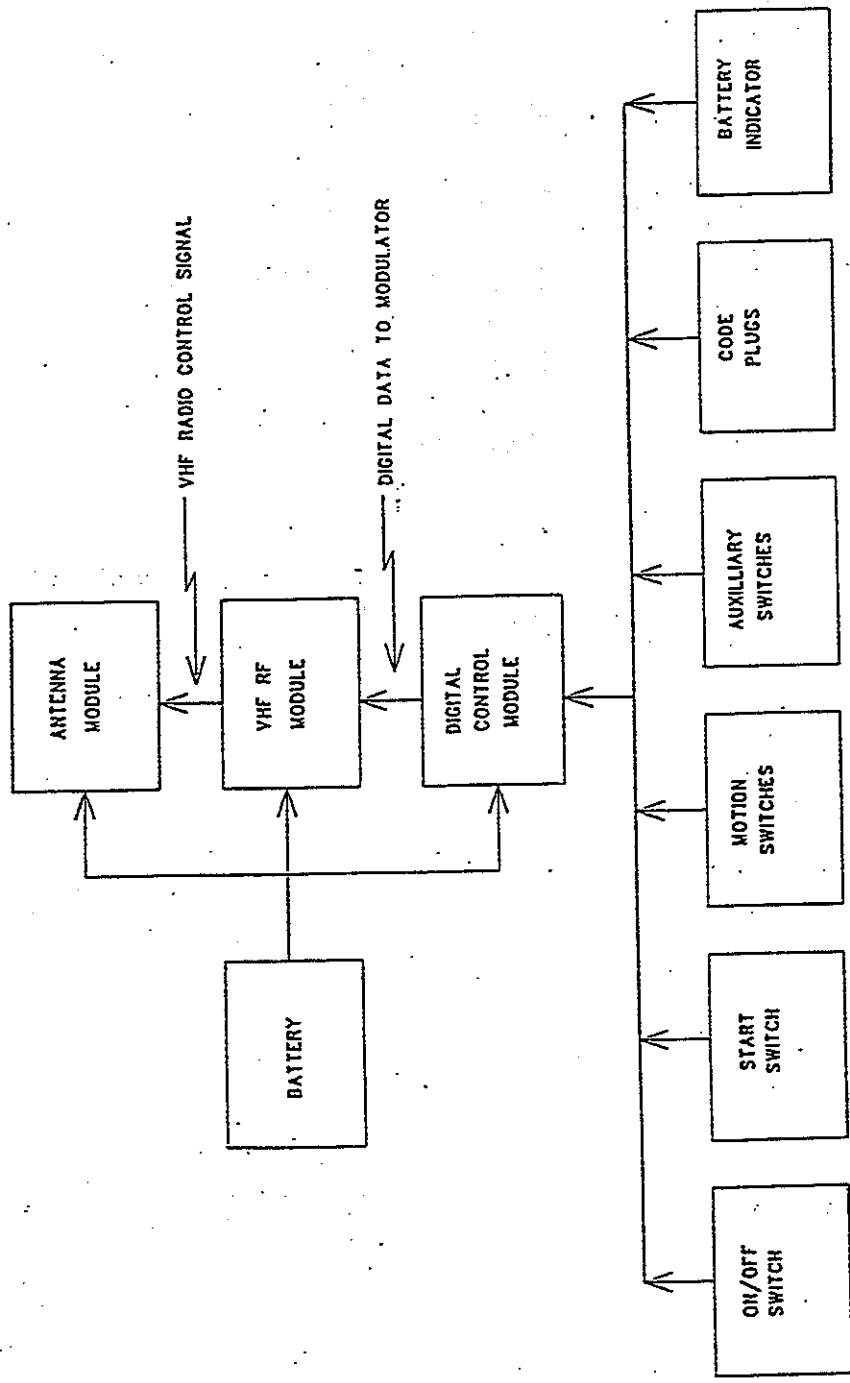 ANTENNA
MODULE
VHF RADIO CONTROL SIGNAL
VHF RF
MODULE
DIGITAL DATA TO MODULATOR
DIGITAL
CONTROL
MODULE
BATTERY
ON/OFF
SWITCH
START
SWITCH
MOTION
SWITCHES
AUXILLIARY
SWITCHES
CODE
PLUGS
BATTERY
INDICATOR